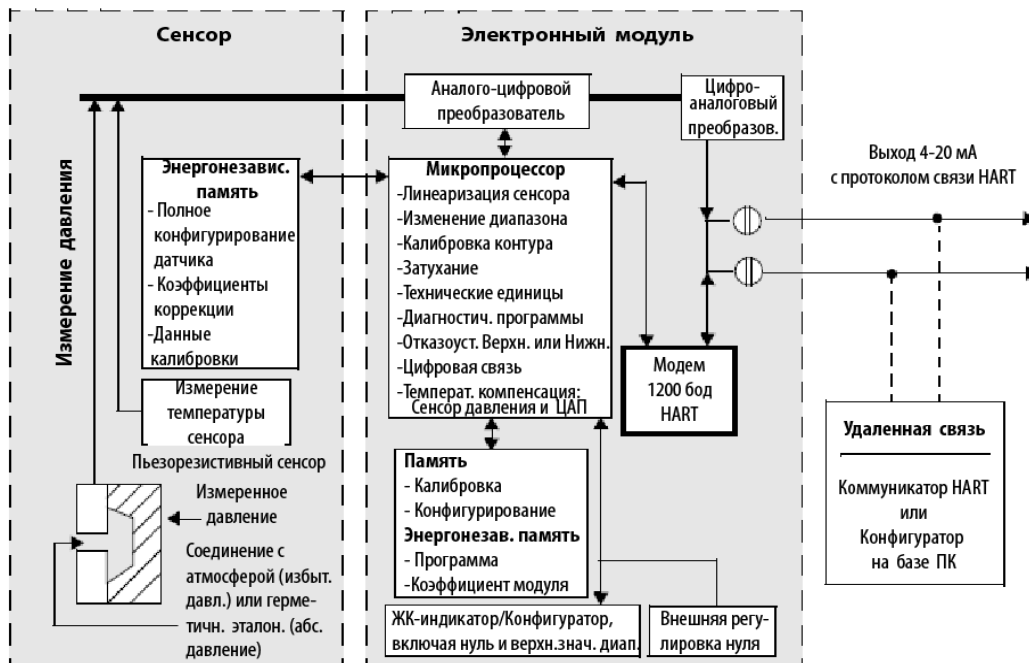 Сенсор
Измерение давления
Энергонезавис.
память
- Полное
конфигурирование
датчика
- Коэффициенты
коррекции
-Данные
калибровки
Измерение
температуры
сенсора
Пьезорезистивный сенсор
Измеренное
давление
Соединение с
атмосферой (избыт.
давл.) или герме-
тичн. эталон. (абс.
давление)
Электронный модуль
Аналого-цифровой
преобразователь
Цифро-
аналоговый
преобразов.
Микропроцессор
-Линеаризация сенсора
-Изменение диапазона
-Калибровка контура
-Затухание
-Технические единицы
-Диагностич. программы
-Отказоуст. Верхн. или Нижн.
-Цифровая связь
-Температ. компенсация:
Сенсор давления и ЦАП
Модем
1200 бод
HART
Память
- Калибровка
- Конфигурирование
Энергонезав. память
- Программа
-Коэффициент модуля
ЖК-индикатор/Конфигуратор,
включая нуль и верхн.знач. диап.
Внешняя регу-
лировка нуля
Выход 4-20 мА
с протоколом связи HART
Удаленная связь
Коммуникатор HART
или
Конфигуратор
на базе ПК